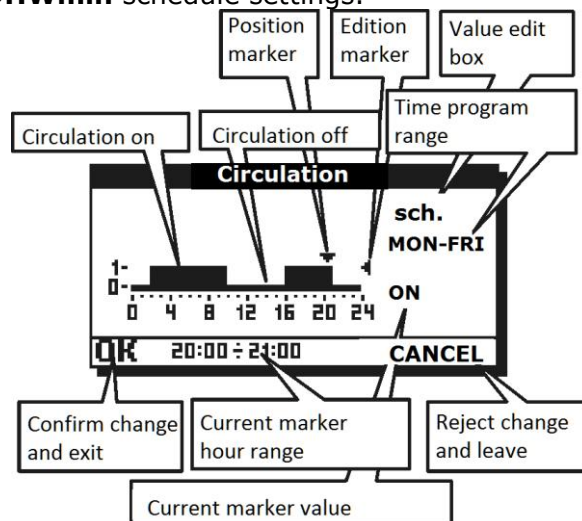 schedule settings.
Position
marker
Edition
marker
Value edit
box
Circulation on
Circulation off
Time program
range
Circulation
sch.
MON-FRI
1-
0-
ON
0 4 8 12 16 20 24
OK 20:00÷21:00 CANCEL
Confirm change
and exit
Current marker
hour range
Reject change
and leave
Current marker value